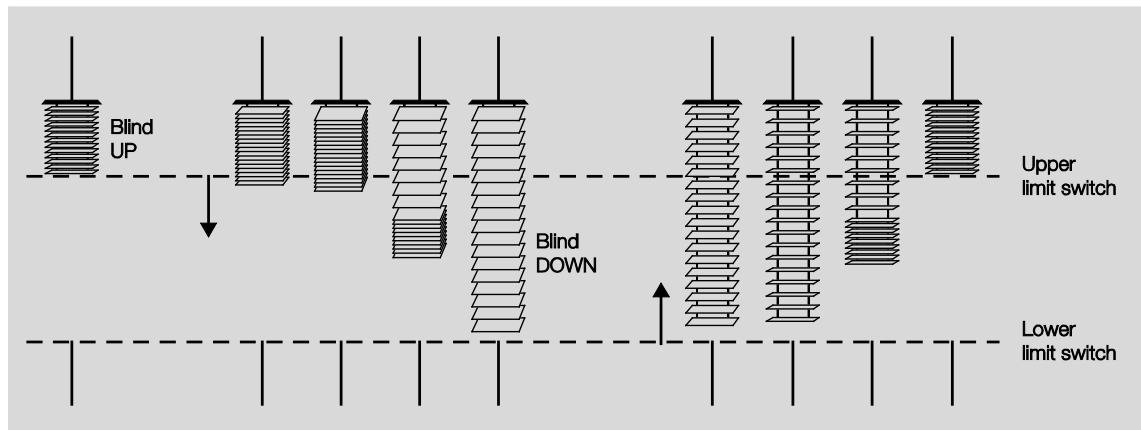 Blind
UP
Upper
limit switch
Blind
DOWN
Lower
limit switch